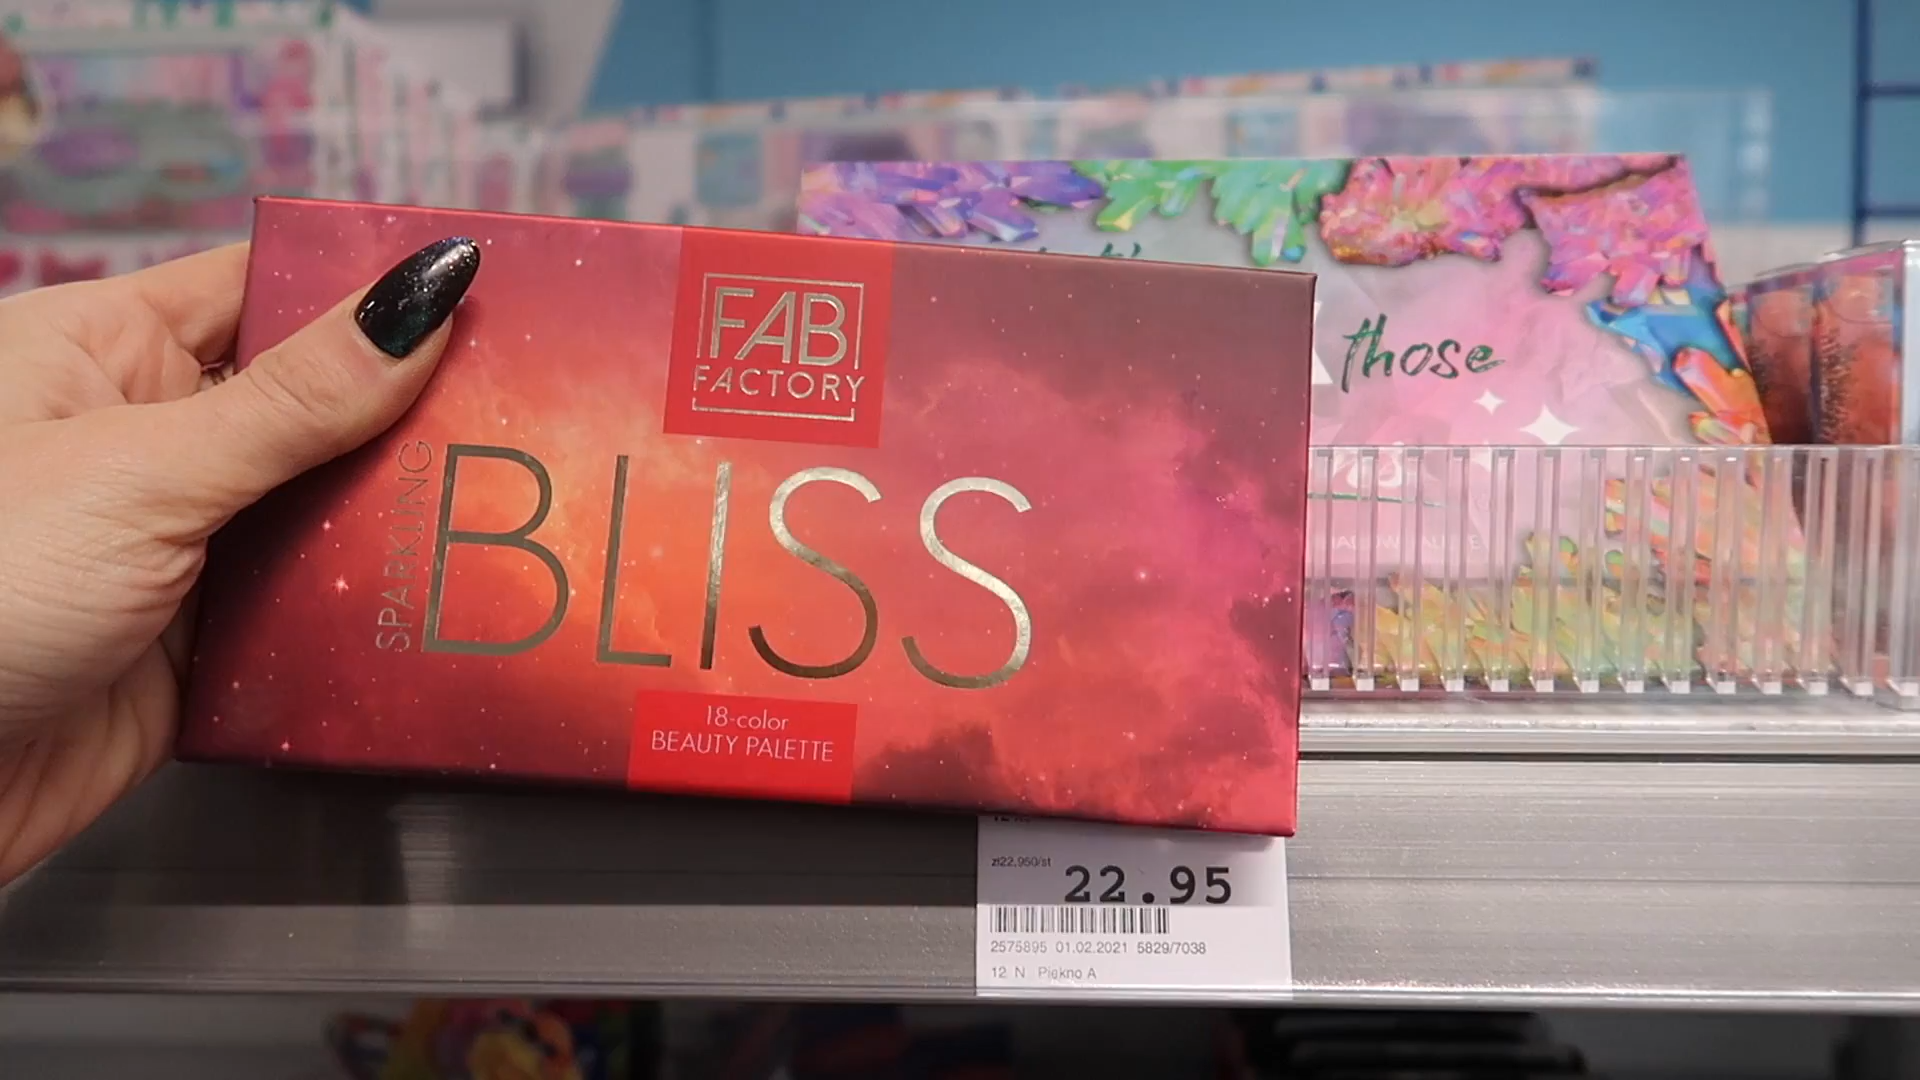 FAB
FACTORY
SPARKLING
BLISS
18-color
BEAUTY PALETTE
those
zł22,950/st
22.95
2575895 01.02.2021 5829/7038
12 N Piękno A